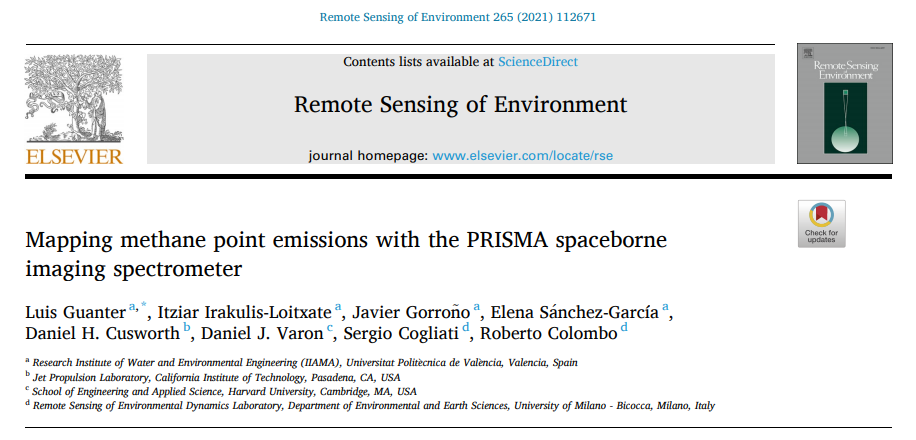 Remote Sensing of Environment 265 (2021) 112671
Contents lists available at ScienceDirect
Remote Sensing of Environment
journal homepage: www.elsevier.com/locate/rse
ELSEVIER
Remote Sensing
Environment
Check for
updates
Mapping methane point emissions with the PRISMA spaceborne
imaging spectrometer
Luis Guanter a,*, Itziar Irakulis-Loitxate a, Javier Gorroño a, Elena Sánchez-García a,
Daniel H. Cusworth b, Daniel J. Varon c, Sergio Cogliati d, Roberto Colombo d
a Research Institute of Water and Environmental Engineering (IIAMA), Universitat Politècnica de València, Valencia, Spain
b Jet Propulsion Laboratory, California Institute of Technology, Pasadena, CA, USA
c School of Engineering and Applied Science, Harvard University, Cambridge, MA, USA
d Remote Sensing of Environmental Dynamics Laboratory, Department of Environmental and Earth Sciences, University of Milano - Bicocca, Milano, Italy